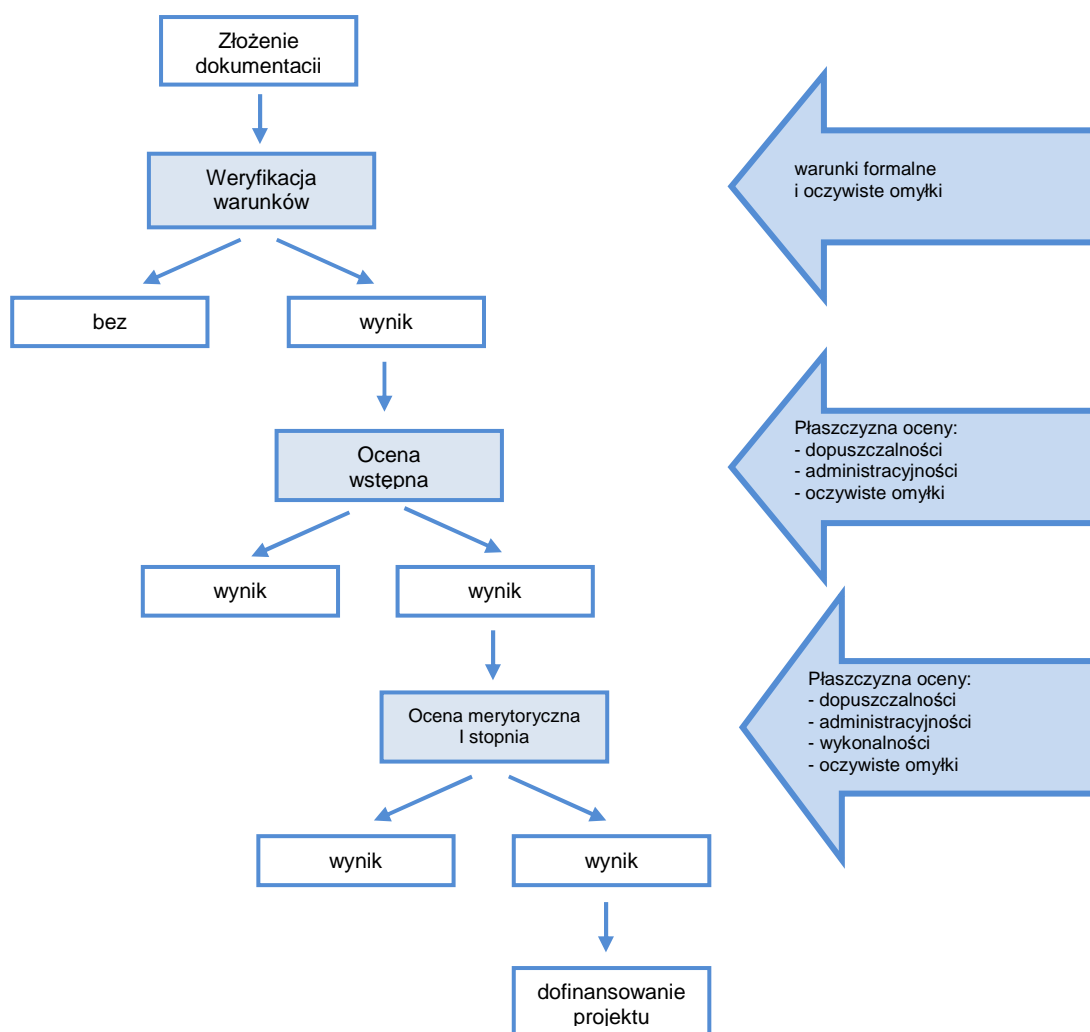 Złożenie
dokumentacji
Weryfikacja
warunków
warunki formalne
i oczywiste omyłki
bez
wynik
Ocena
wstępna
Płaszczyzna oceny:
- dopuszczalności
- administracyjności
- oczywiste omyłki
wynik
wynik
Ocena merytoryczna
I stopnia
Płaszczyzna oceny:
- dopuszczalności
- administracyjności
- wykonalności
- oczywiste omyłki
wynik
wynik
dofinansowanie
projektu